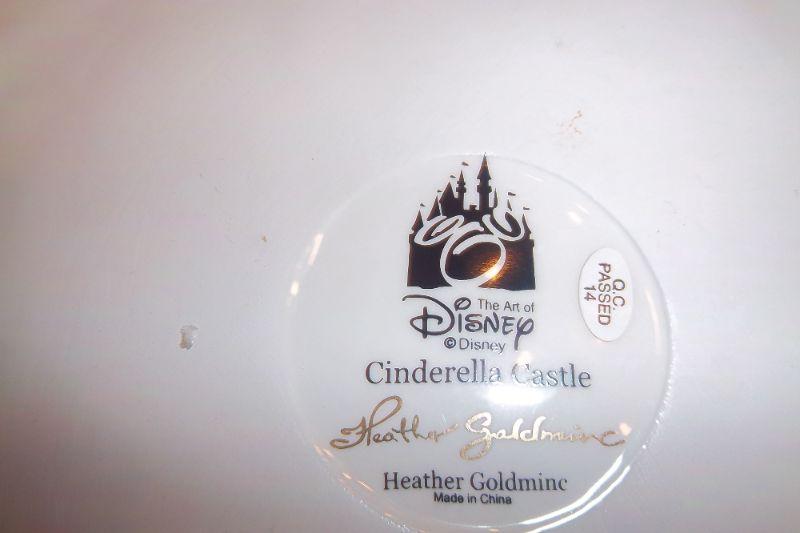 The Art of
Disney
© Disney
Cinderella Castle
Heather Goldminc
Heather Goldminc
Made in China
Q.C.
PASSED
14